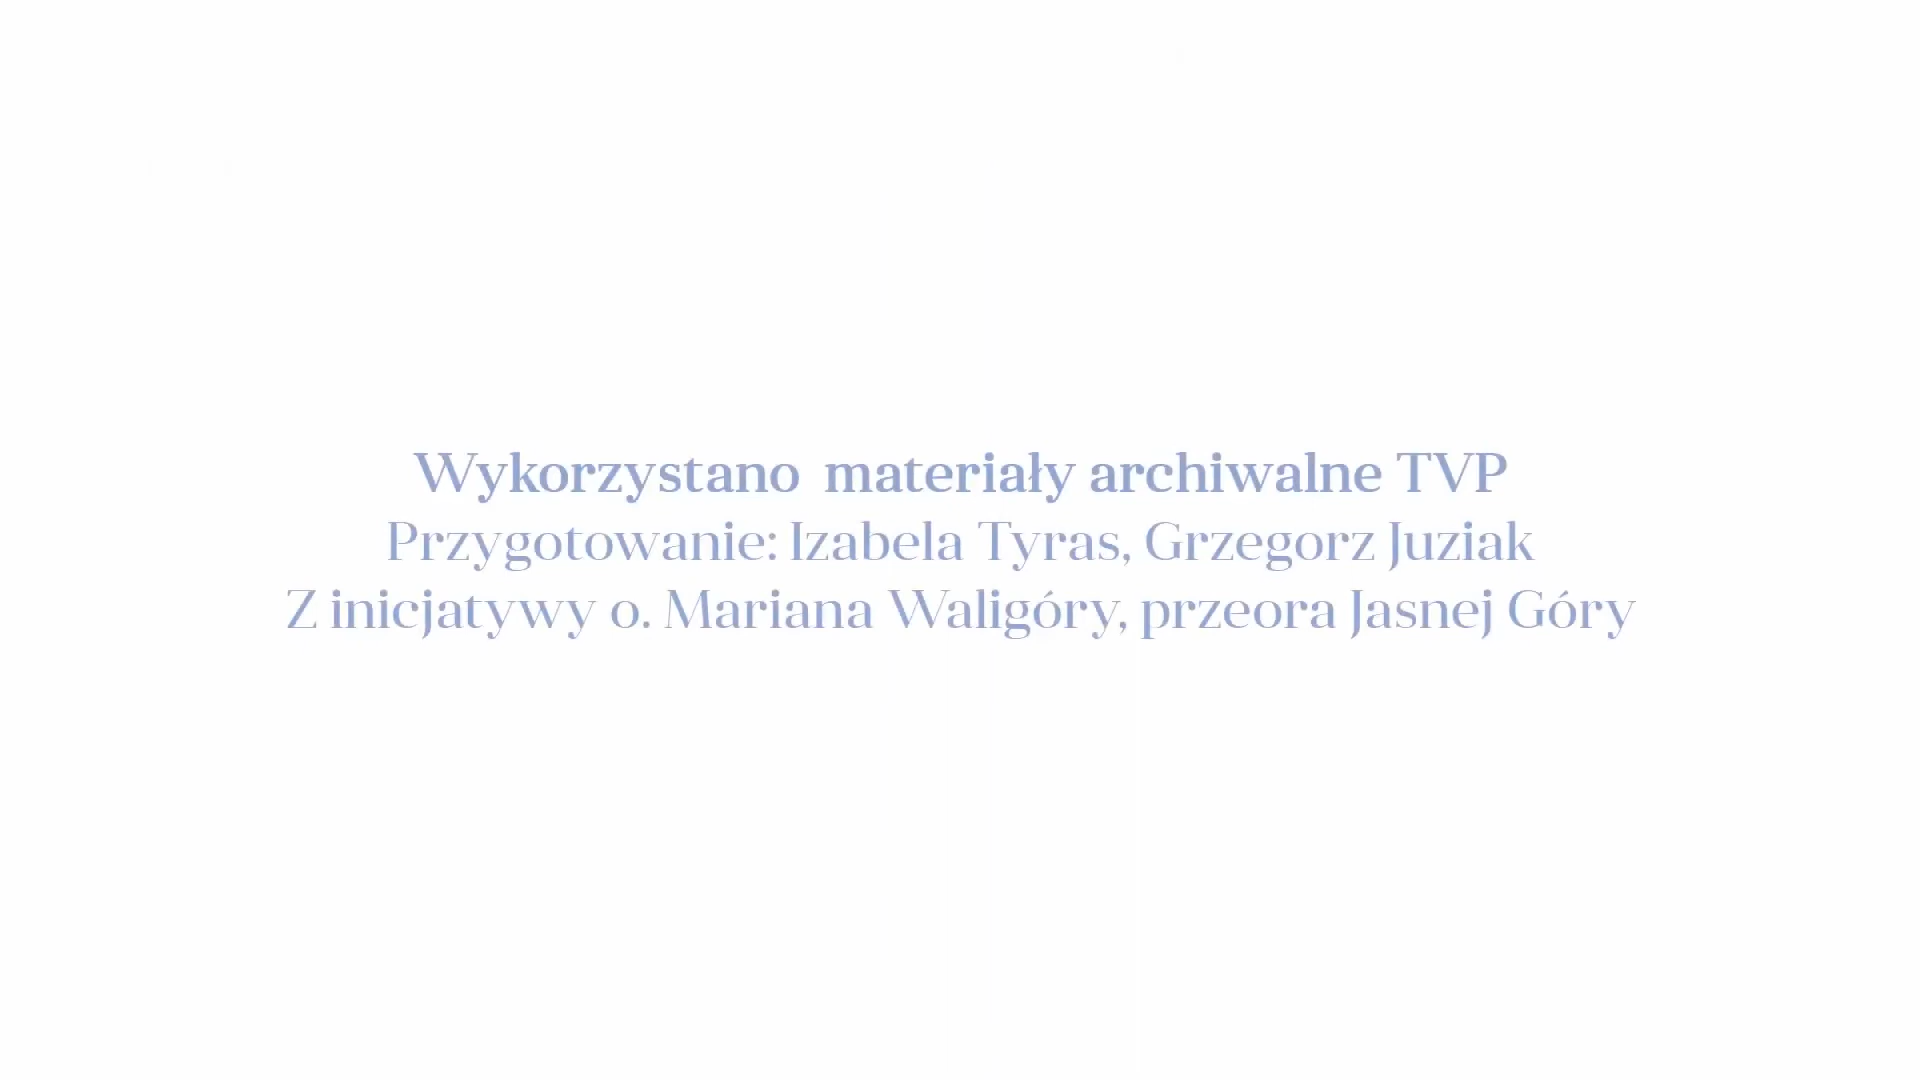 Wykorzystano  materiały archiwalne TVP
Przygotowanie: Izabela Tyras, Grzegorz Juziak
Z inicjatywy o. Mariana Waligóry, przeora Jasnej Góry